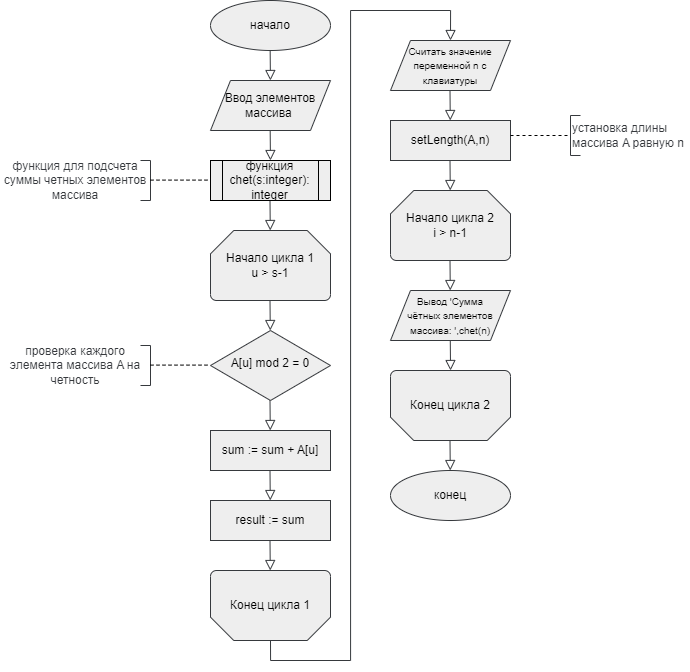 начало
Ввод элементов
массива
функция для подсчета
суммы четных элементов
массива
функция
chet(s:integer):
integer
Начало цикла 1
u > s-1
проверка каждого
элемента массива А на
четность
A[u] mod 2 = 0
sum := sum + A[u]
result := sum
Конец цикла 1
Считать значение
переменной n с
клавиатуры
setLength(A,n)
установка длины
массива А равную n
Начало цикла 2
i > n-1
Вывод 'Сумма
чётных элементов
массива: ',chet(n)
Конец цикла 2
конец